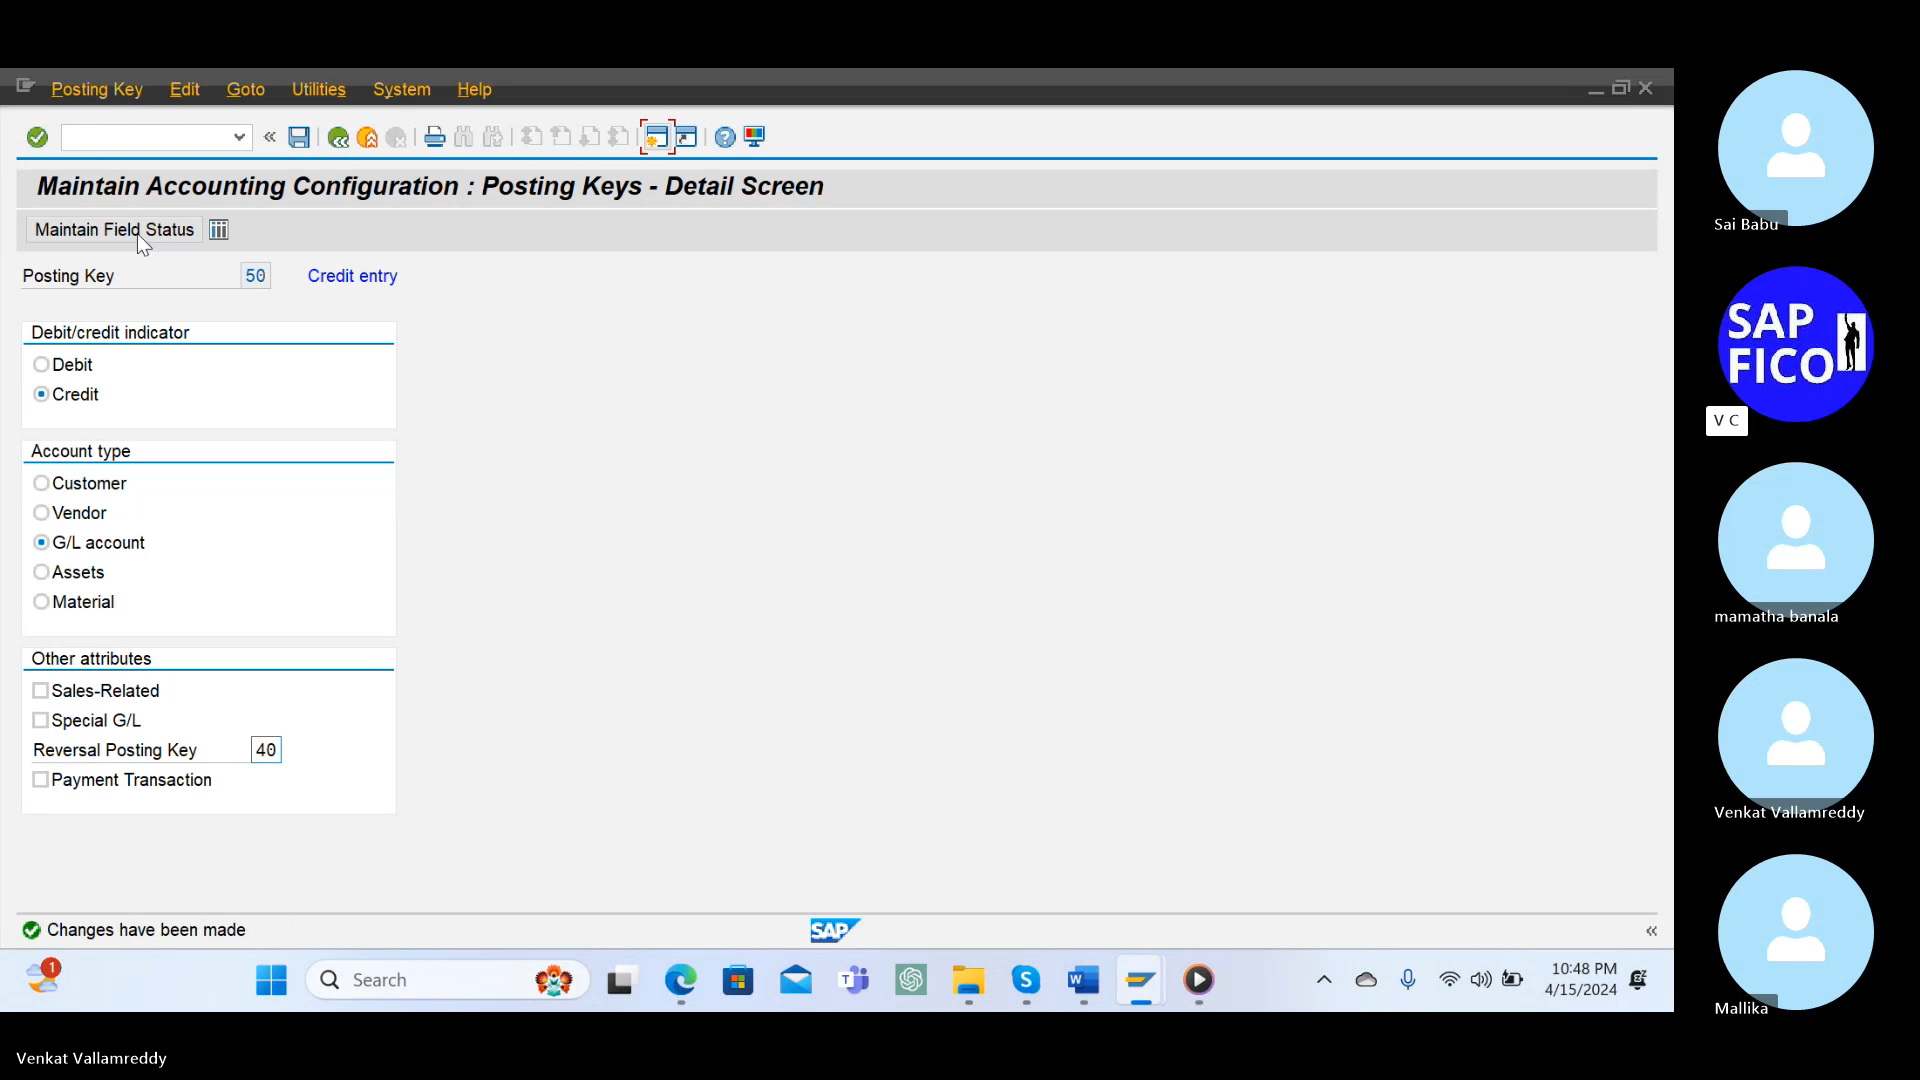 Posting Key Edit Goto Utilities System Help
Maintain Accounting Configuration : Posting Keys - Detail Screen
Maintain Field Status
Posting Key 50 Credit entry
Debit/credit indicator
Debit
Credit
Account type
Customer
Vendor
G/L account
Assets
Material
Other attributes
Sales-Related
Special G/L
Reversal Posting Key 40
Payment Transaction
Changes have been made
SAP
1
Search
10:48 PM
4/15/2024
Venkat Vallamreddy
Sai Babu
SAP
FICO
V C
mamatha banala
Venkat Vallamreddy
Mallika